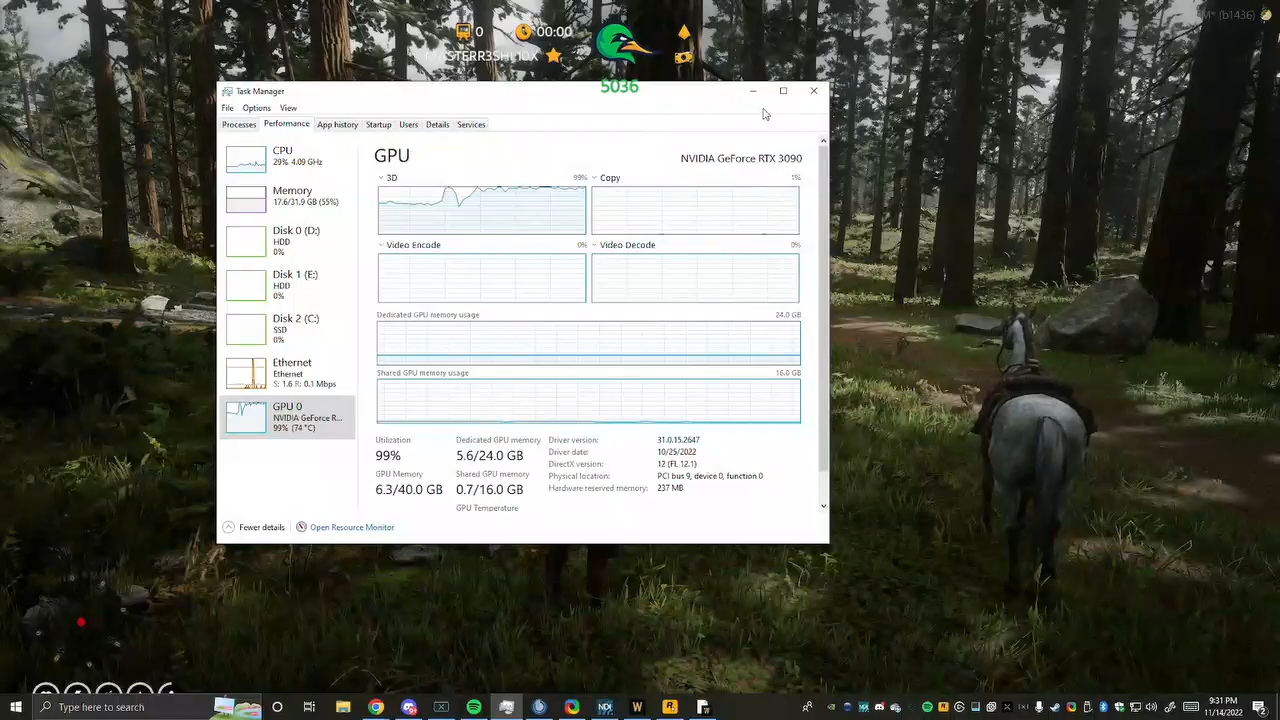 0
00:00
5036
M* (b1436)
Task Manager
File Options View
Processes Performance App history Startup Users Details Services
CPU
29% 4.09 GHz
Memory
17.6/31.9 GB (55%)
Disk 0 (D:)
HDD
0%
Disk 1 (E:)
HDD
0%
Disk 2 (C:)
SSD
0%
Ethernet
Ethernet
S: 1.6 R: 0.1 Mbps
GPU 0
NVIDIA GeForce R...
99% (74 °C)
GPU NVIDIA GeForce RTX 3090
3D 99% Copy 1%
Video Encode 0% Video Decode 0%
Dedicated GPU memory usage 24.0 GB
Shared GPU memory usage 16.0 GB
Utilization
99%
Dedicated GPU memory
5.6/24.0 GB
GPU Memory
6.3/40.0 GB
Shared GPU memory
0.7/16.0 GB
GPU Temperature
Driver version: 31.0.15.2647
Driver date: 10/25/2022
DirectX version: 12 (FL 12.1)
Physical location: PCI bus 9, device 0, function 0
Hardware reserved memory: 237 MB
Fewer details Open Resource Monitor
Type here to search
9:31 PM
11/14/2022